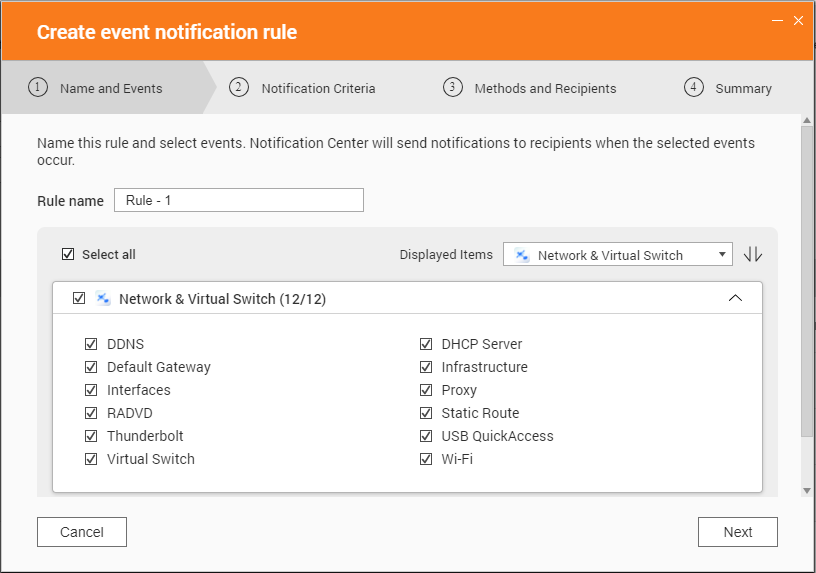 Create event notification rule
1 Name and Events
2 Notification Criteria
3 Methods and Recipients
4 Summary
Name this rule and select events. Notification Center will send notifications to recipients when the selected events
occur.
Rule name Rule - 1
Select all
Displayed Items Network & Virtual Switch
Network & Virtual Switch (12/12)
DDNS DHCP Server
Default Gateway Infrastructure
Interfaces Proxy
RADVD Static Route
Thunderbolt USB QuickAccess
Virtual Switch Wi-Fi
Cancel Next